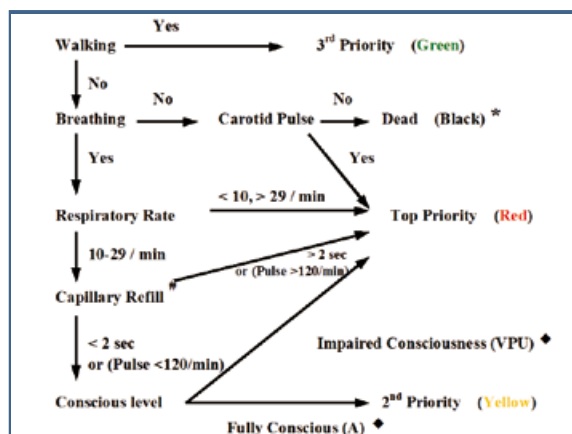 Yes
Walking 3rd Priority (Green)
No
No No
Breathing Carotid Pulse Dead (Black) *
Yes Yes
< 10, > 29 / min
Respiratory Rate Top Priority (Red)
10-29 / min > 2 sec
or (Pulse >120/min)
Capillary Refill #
< 2 sec
or (Pulse <120/min) Impaired Consciousness (VPU) ◆
Conscious level 2nd Priority (Yellow)
Fully Conscious (A) ◆